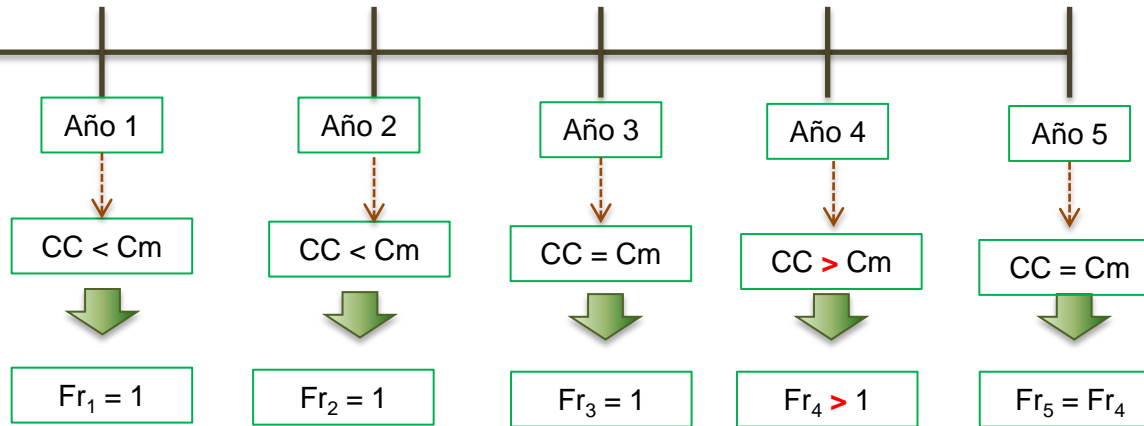 Año 1
Año 2
Año 3
Año 4
Año 5
CC < Cm
CC < Cm
CC = Cm
CC > Cm
CC = Cm
Fr₁ = 1
Fr₂ = 1
Fr₃ = 1
Fr₄ > 1
Fr₅ = Fr₄